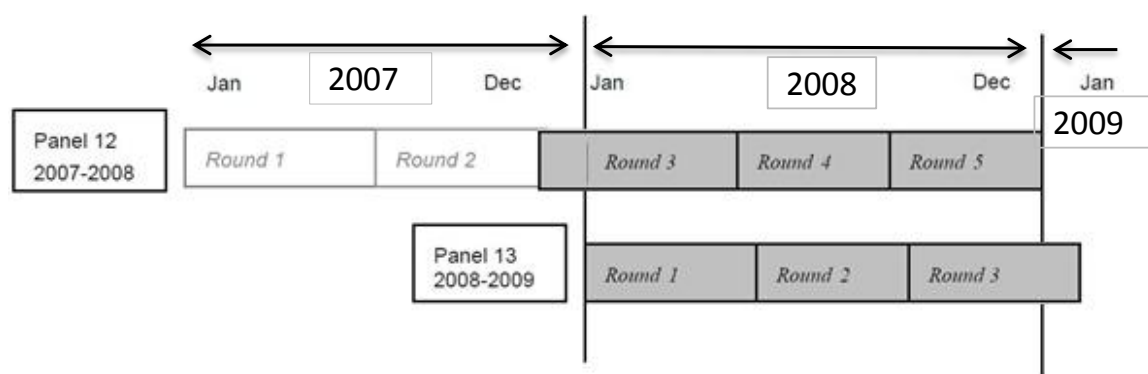 2007
2008
Jan
Dec
Jan
Dec
Jan
2009
Panel 12
2007-2008
Round 1
Round 2
Round 3
Round 4
Round 5
Panel 13
2008-2009
Round 1
Round 2
Round 3